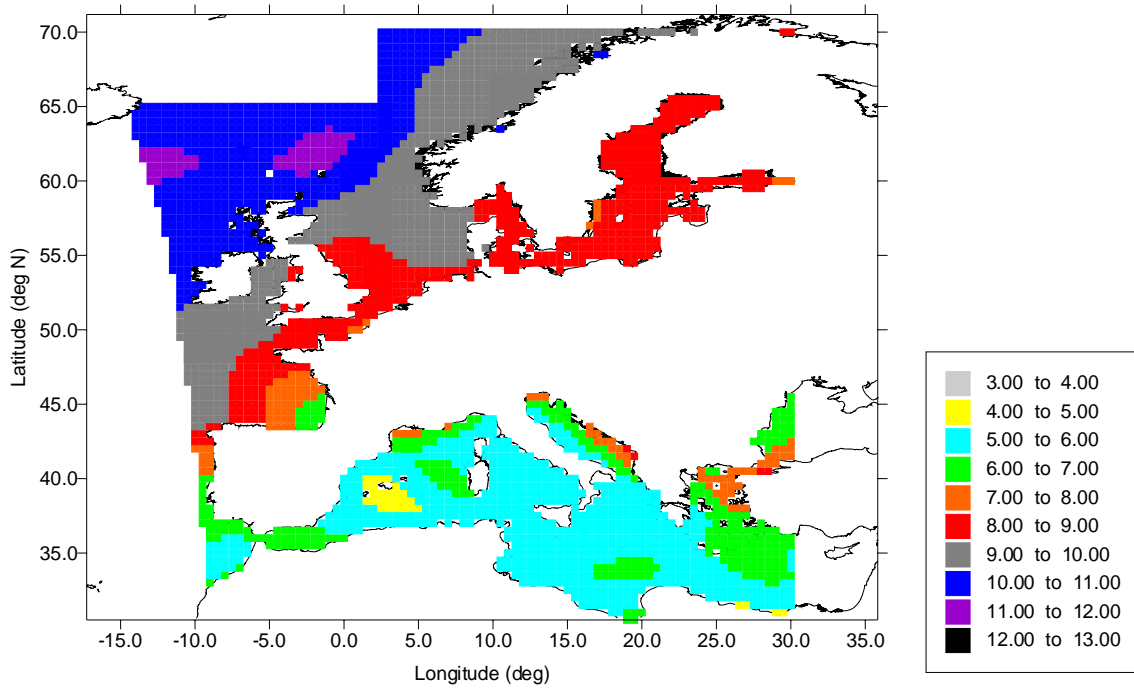 70.0
65.0
60.0
55.0
50.0
45.0
40.0
35.0
Latitude (deg N)
-15.0 -10.0 -5.0 0.0 5.0 10.0 15.0 20.0 25.0 30.0 35.0
Longitude (deg)
3.00 to 4.00
4.00 to 5.00
5.00 to 6.00
6.00 to 7.00
7.00 to 8.00
8.00 to 9.00
9.00 to 10.00
10.00 to 11.00
11.00 to 12.00
12.00 to 13.00